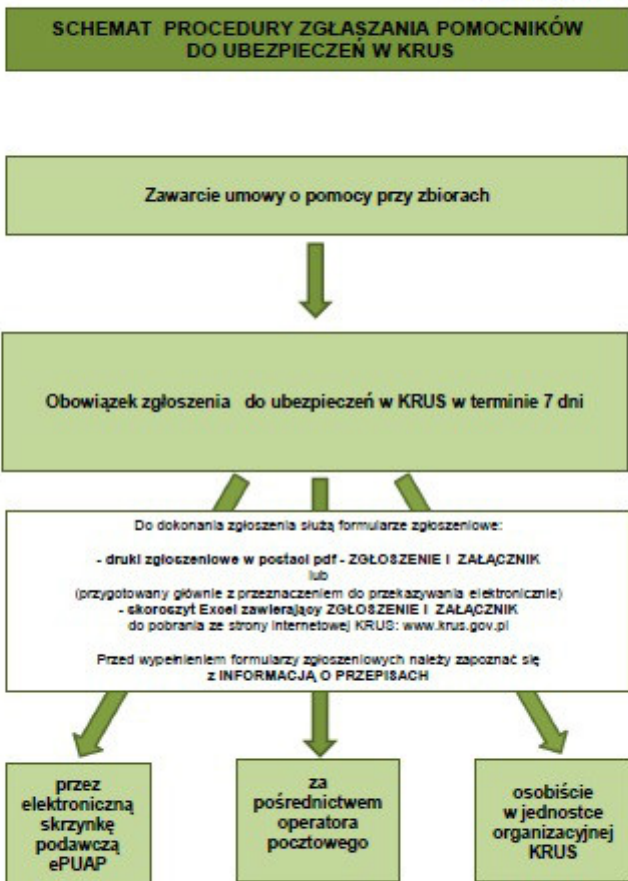 SCHEMAT PROCEDURY ZGŁASZANIA POMOCNIKÓW
DO UBEZPIECZEŃ W KRUS
Zawarcie umowy o pomocy przy zbiorach
Obowiązek zgłoszenia do ubezpieczeń w KRUS w terminie 7 dni
Do dokonania zgłoszenia służą formularze zgłoszeniowe:
- druki zgłoszeniowe w postaci pdf - ZGŁOSZENIE I ZAŁĄCZNIK
lub
(przygotowany głównie z przeznaczeniem do przekazywania elektronicznie)
- skoroszyt Excel zawierający ZGŁOSZENIE I ZAŁĄCZNIK
do pobrania ze strony internetowej KRUS: www.krus.gov.pl
Przed wypełnieniem formularzy zgłoszeniowych należy zapoznać się
z INFORMACJĄ O PRZEPISACH
przez
elektroniczną
skrzynkę
podawczą
ePUAP
za
pośrednictwem
operatora
pocztowego
osobiście
w jednostce
organizacyjnej
KRUS